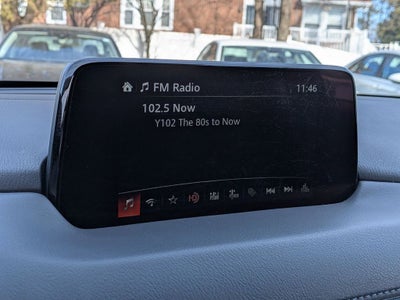 FM Radio 11:46
102.5 Now
Y102 The 80s to Now